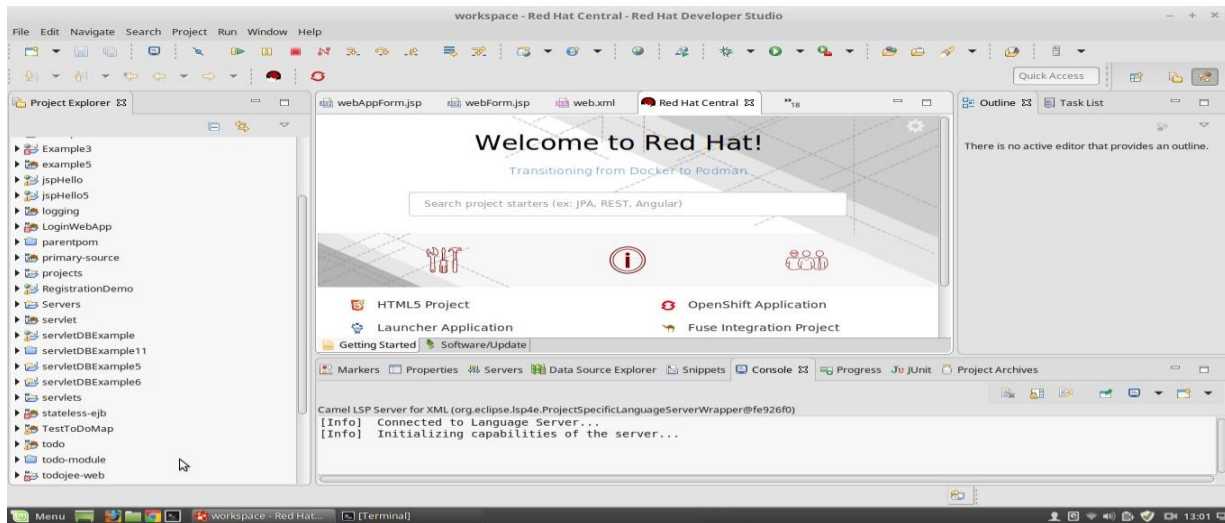 workspace - Red Hat Central - Red Hat Developer Studio
File Edit Navigate Search Project Run Window Help
Quick Access
Project Explorer
Example3
example5
jspHello
jspHello5
logging
LoginWebApp
parentpom
primary-source
projects
RegistrationDemo
Servers
servlet
servletDBExample
servletDBExample11
servletDBExample5
servletDBExample6
servlets
stateless-ejb
TestToDoMap
todo
todo-module
todojee-web
webAppForm.jsp webForm.jsp web.xml Red Hat Central »18
Welcome to Red Hat!
Transitioning from Docker to Podman
Search project starters (ex: JPA, REST, Angular)
HTML5 Project OpenShift Application
Launcher Application Fuse Integration Project
Getting Started Software/Update
Outline Task List
There is no active editor that provides an outline.
Markers Properties Servers Data Source Explorer Snippets Console Progress JUnit Project Archives
Camel LSP Server for XML (org.eclipse.lsp4e.ProjectSpecificLanguageServerWrapper@fe926f0)
[Info] Connected to Language Server...
[Info] Initializing capabilities of the server...
Menu workspace - Red Hat... [Terminal] 13:01